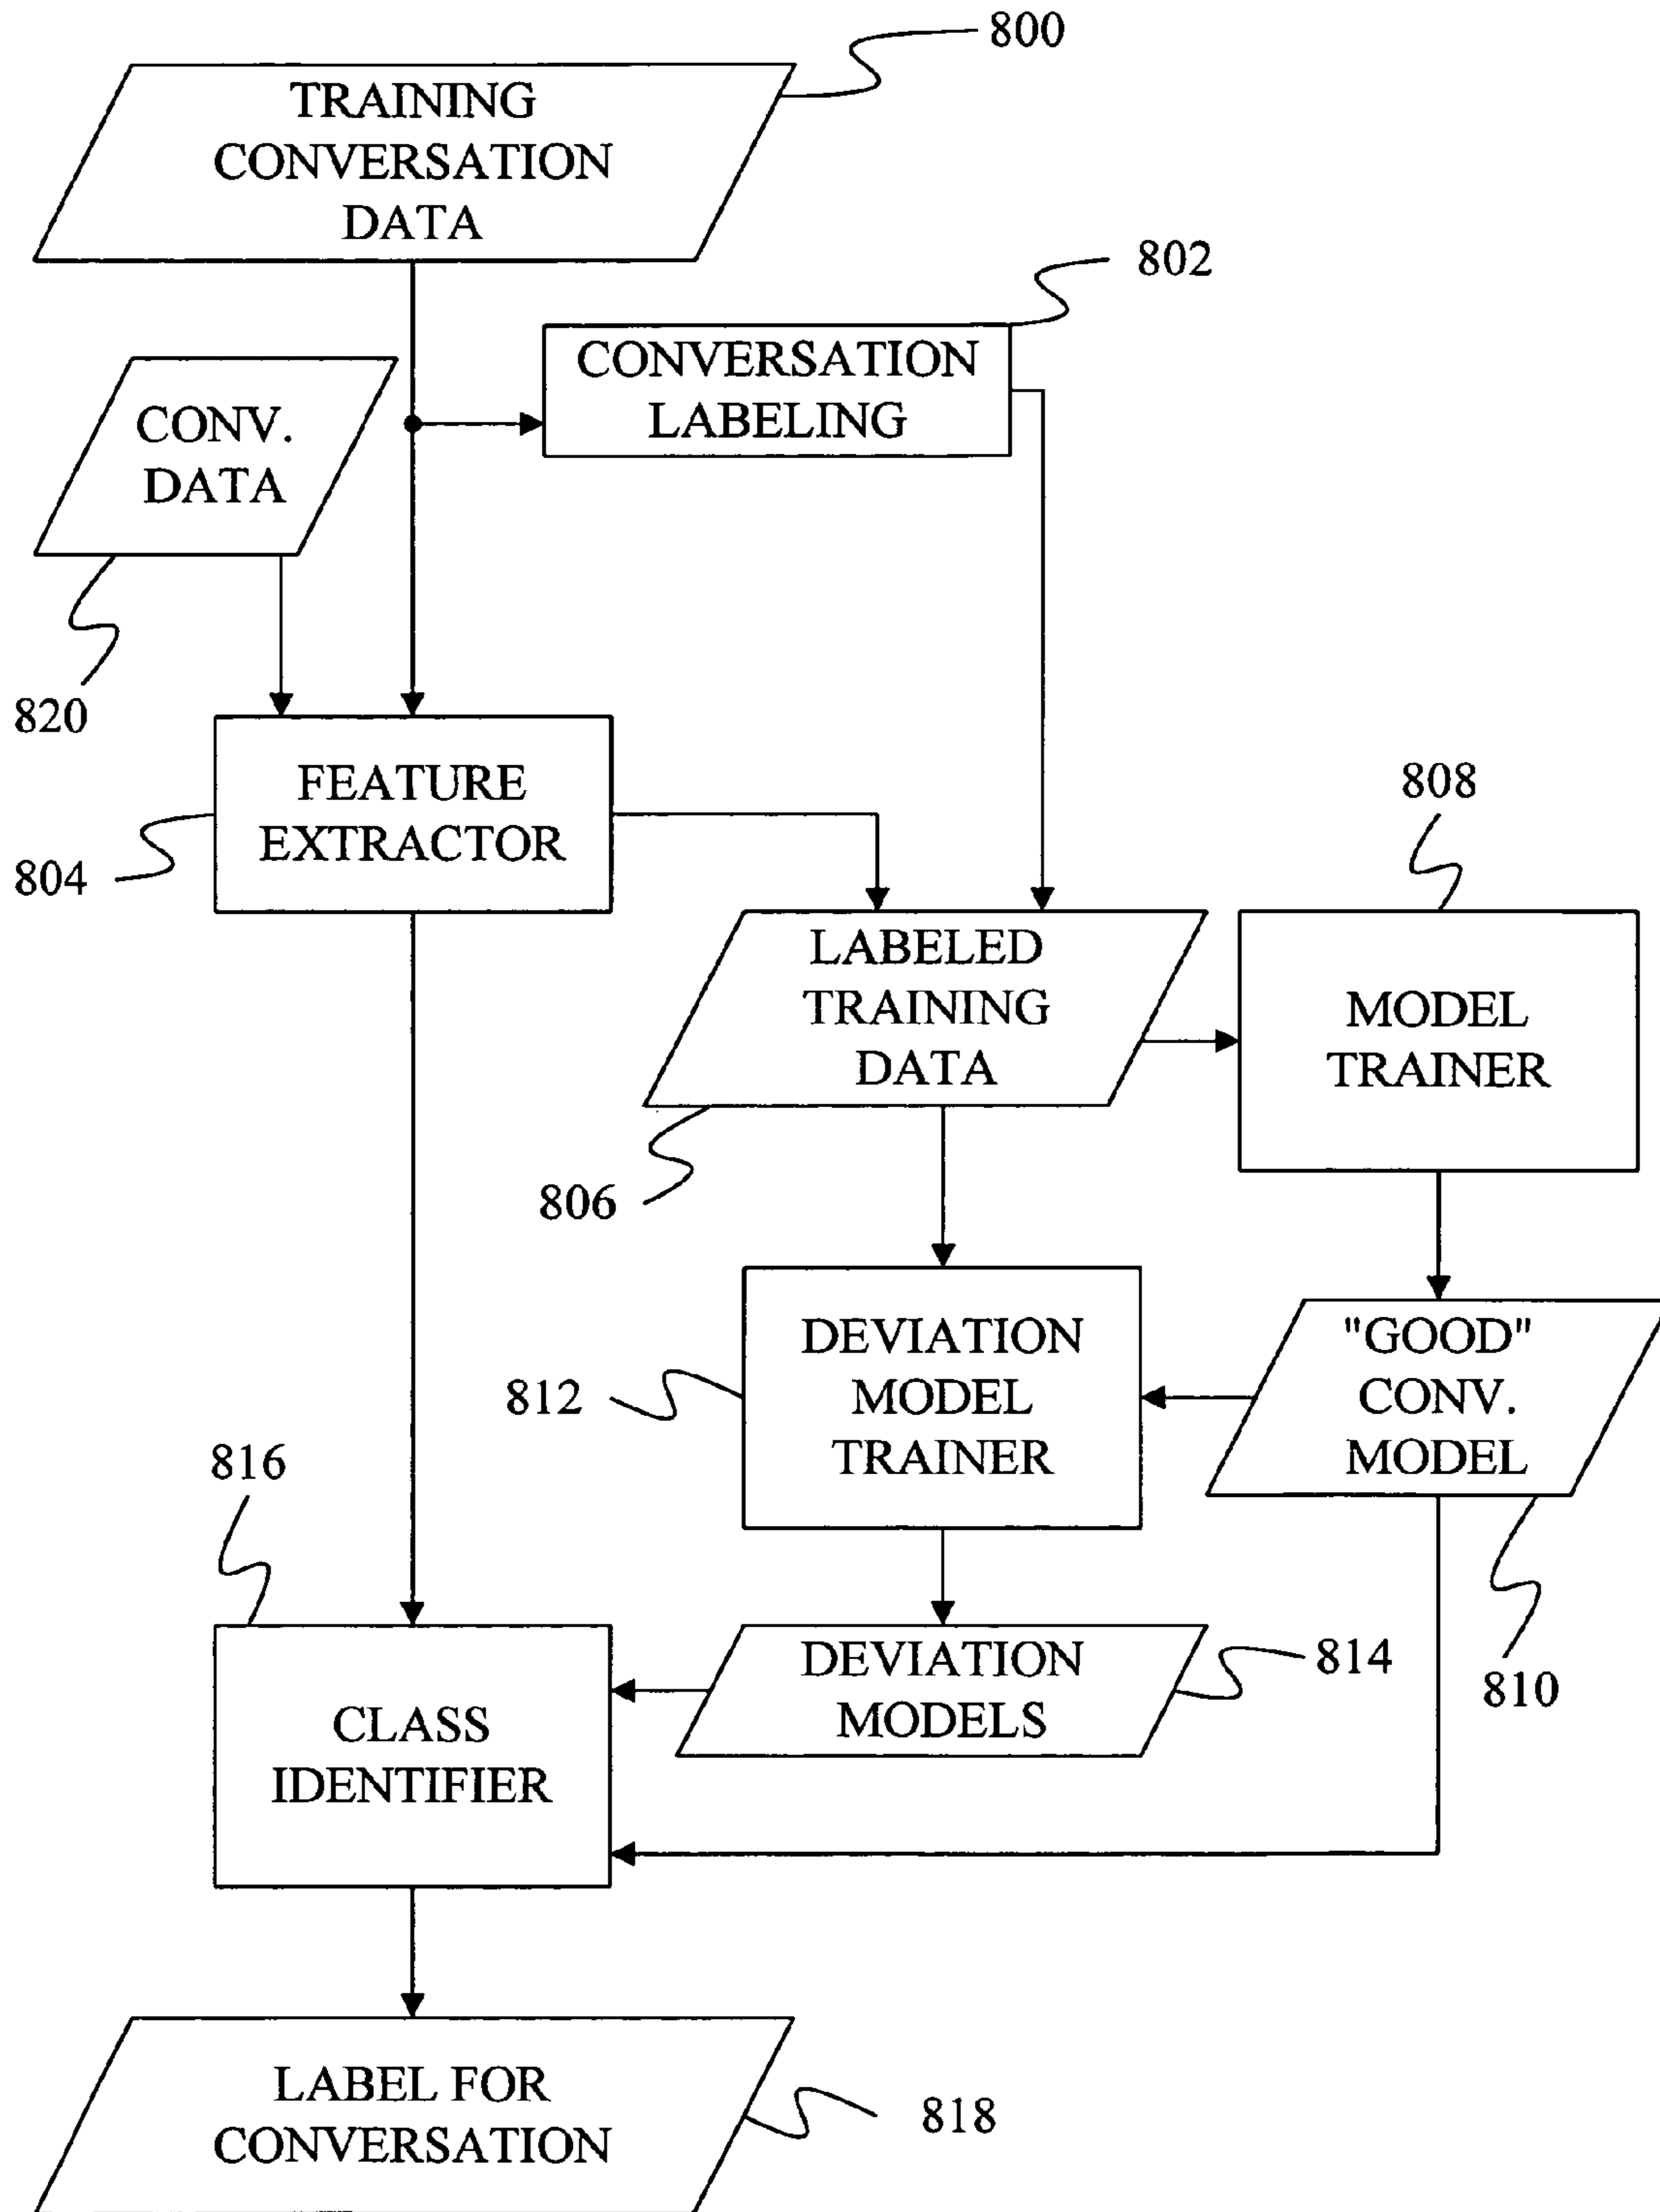 800
TRAINING
CONVERSATION
DATA
802
CONVERSATION
LABELING
CONV.
DATA
820
FEATURE
EXTRACTOR
804
808
LABELED
TRAINING
DATA
MODEL
TRAINER
806
DEVIATION
MODEL
TRAINER
"GOOD"
CONV.
MODEL
812
816
DEVIATION
MODELS
814
810
CLASS
IDENTIFIER
LABEL FOR
CONVERSATION
818